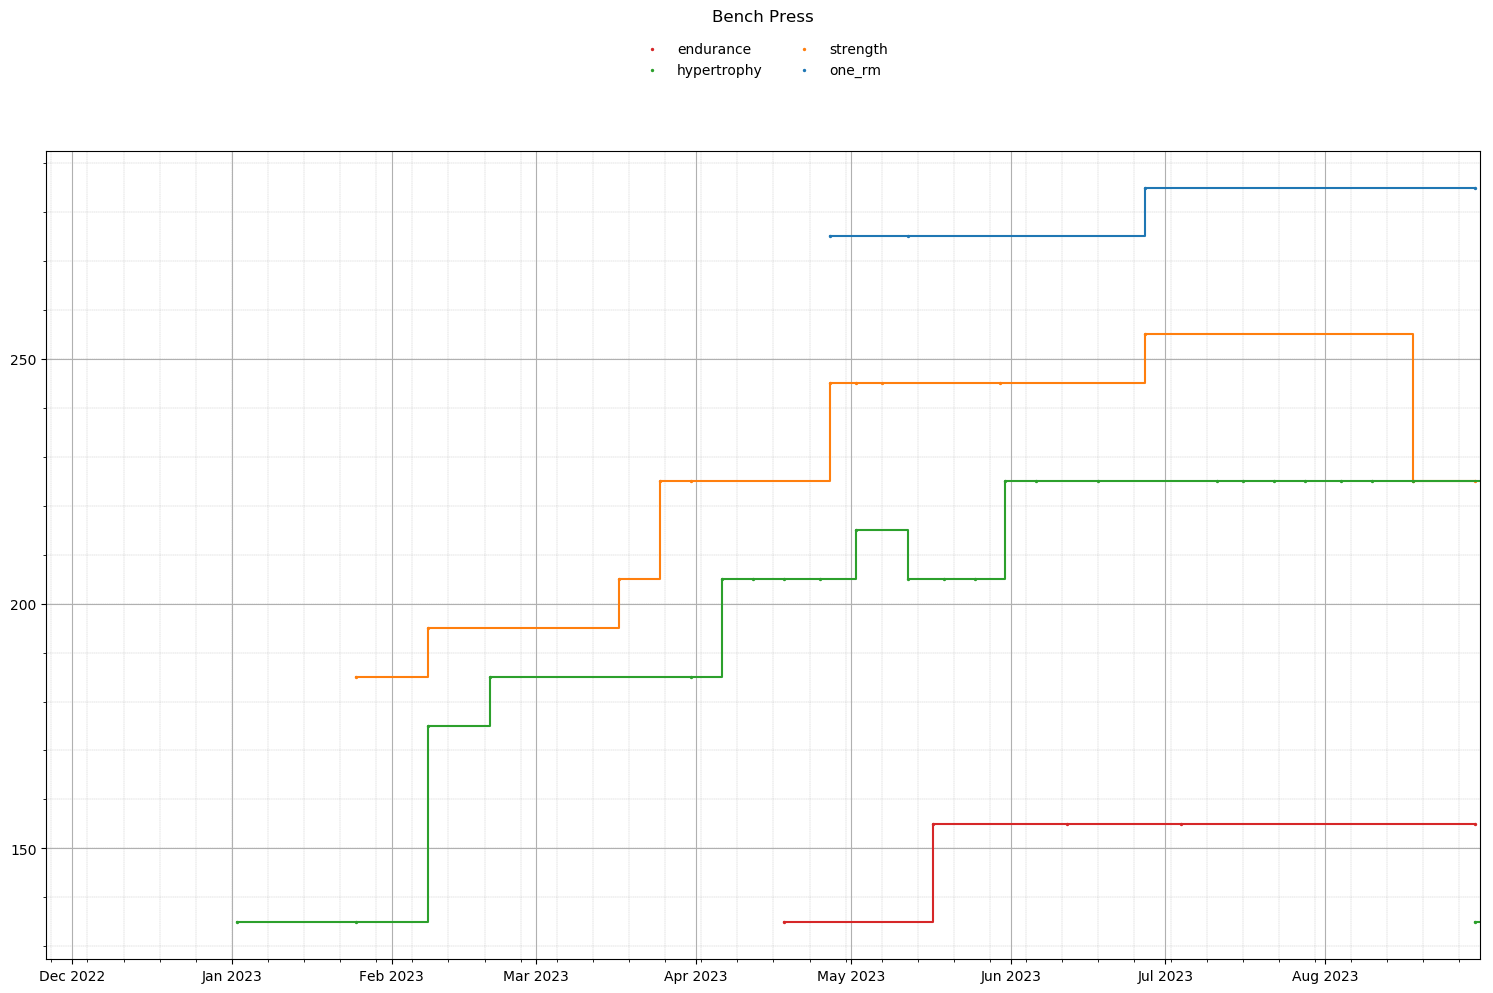 Bench Press
endurance strength
hypertrophy one_rm
250
200
150
Dec 2022 Jan 2023 Feb 2023 Mar 2023 Apr 2023 May 2023 Jun 2023 Jul 2023 Aug 2023